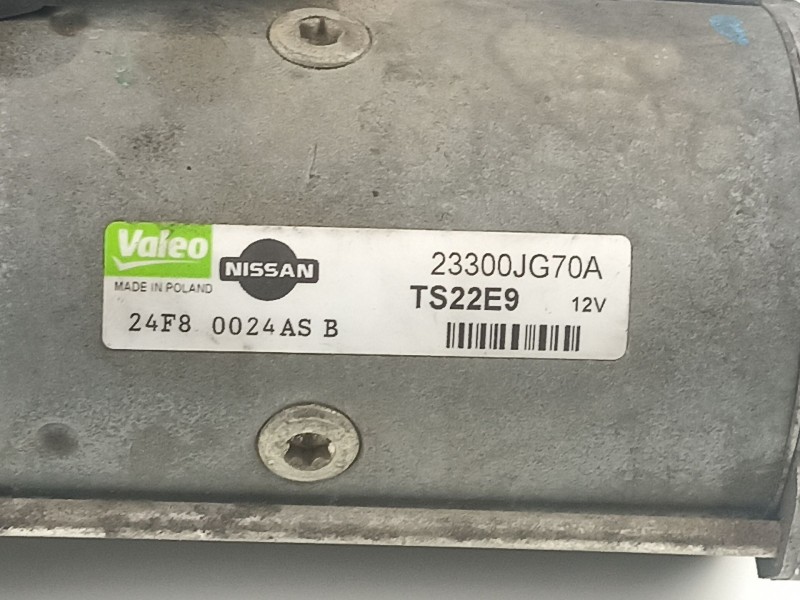 Valeo
NISSAN
23300JG70A
MADE IN POLAND
TS22E9 12V
24F8 0024AS B